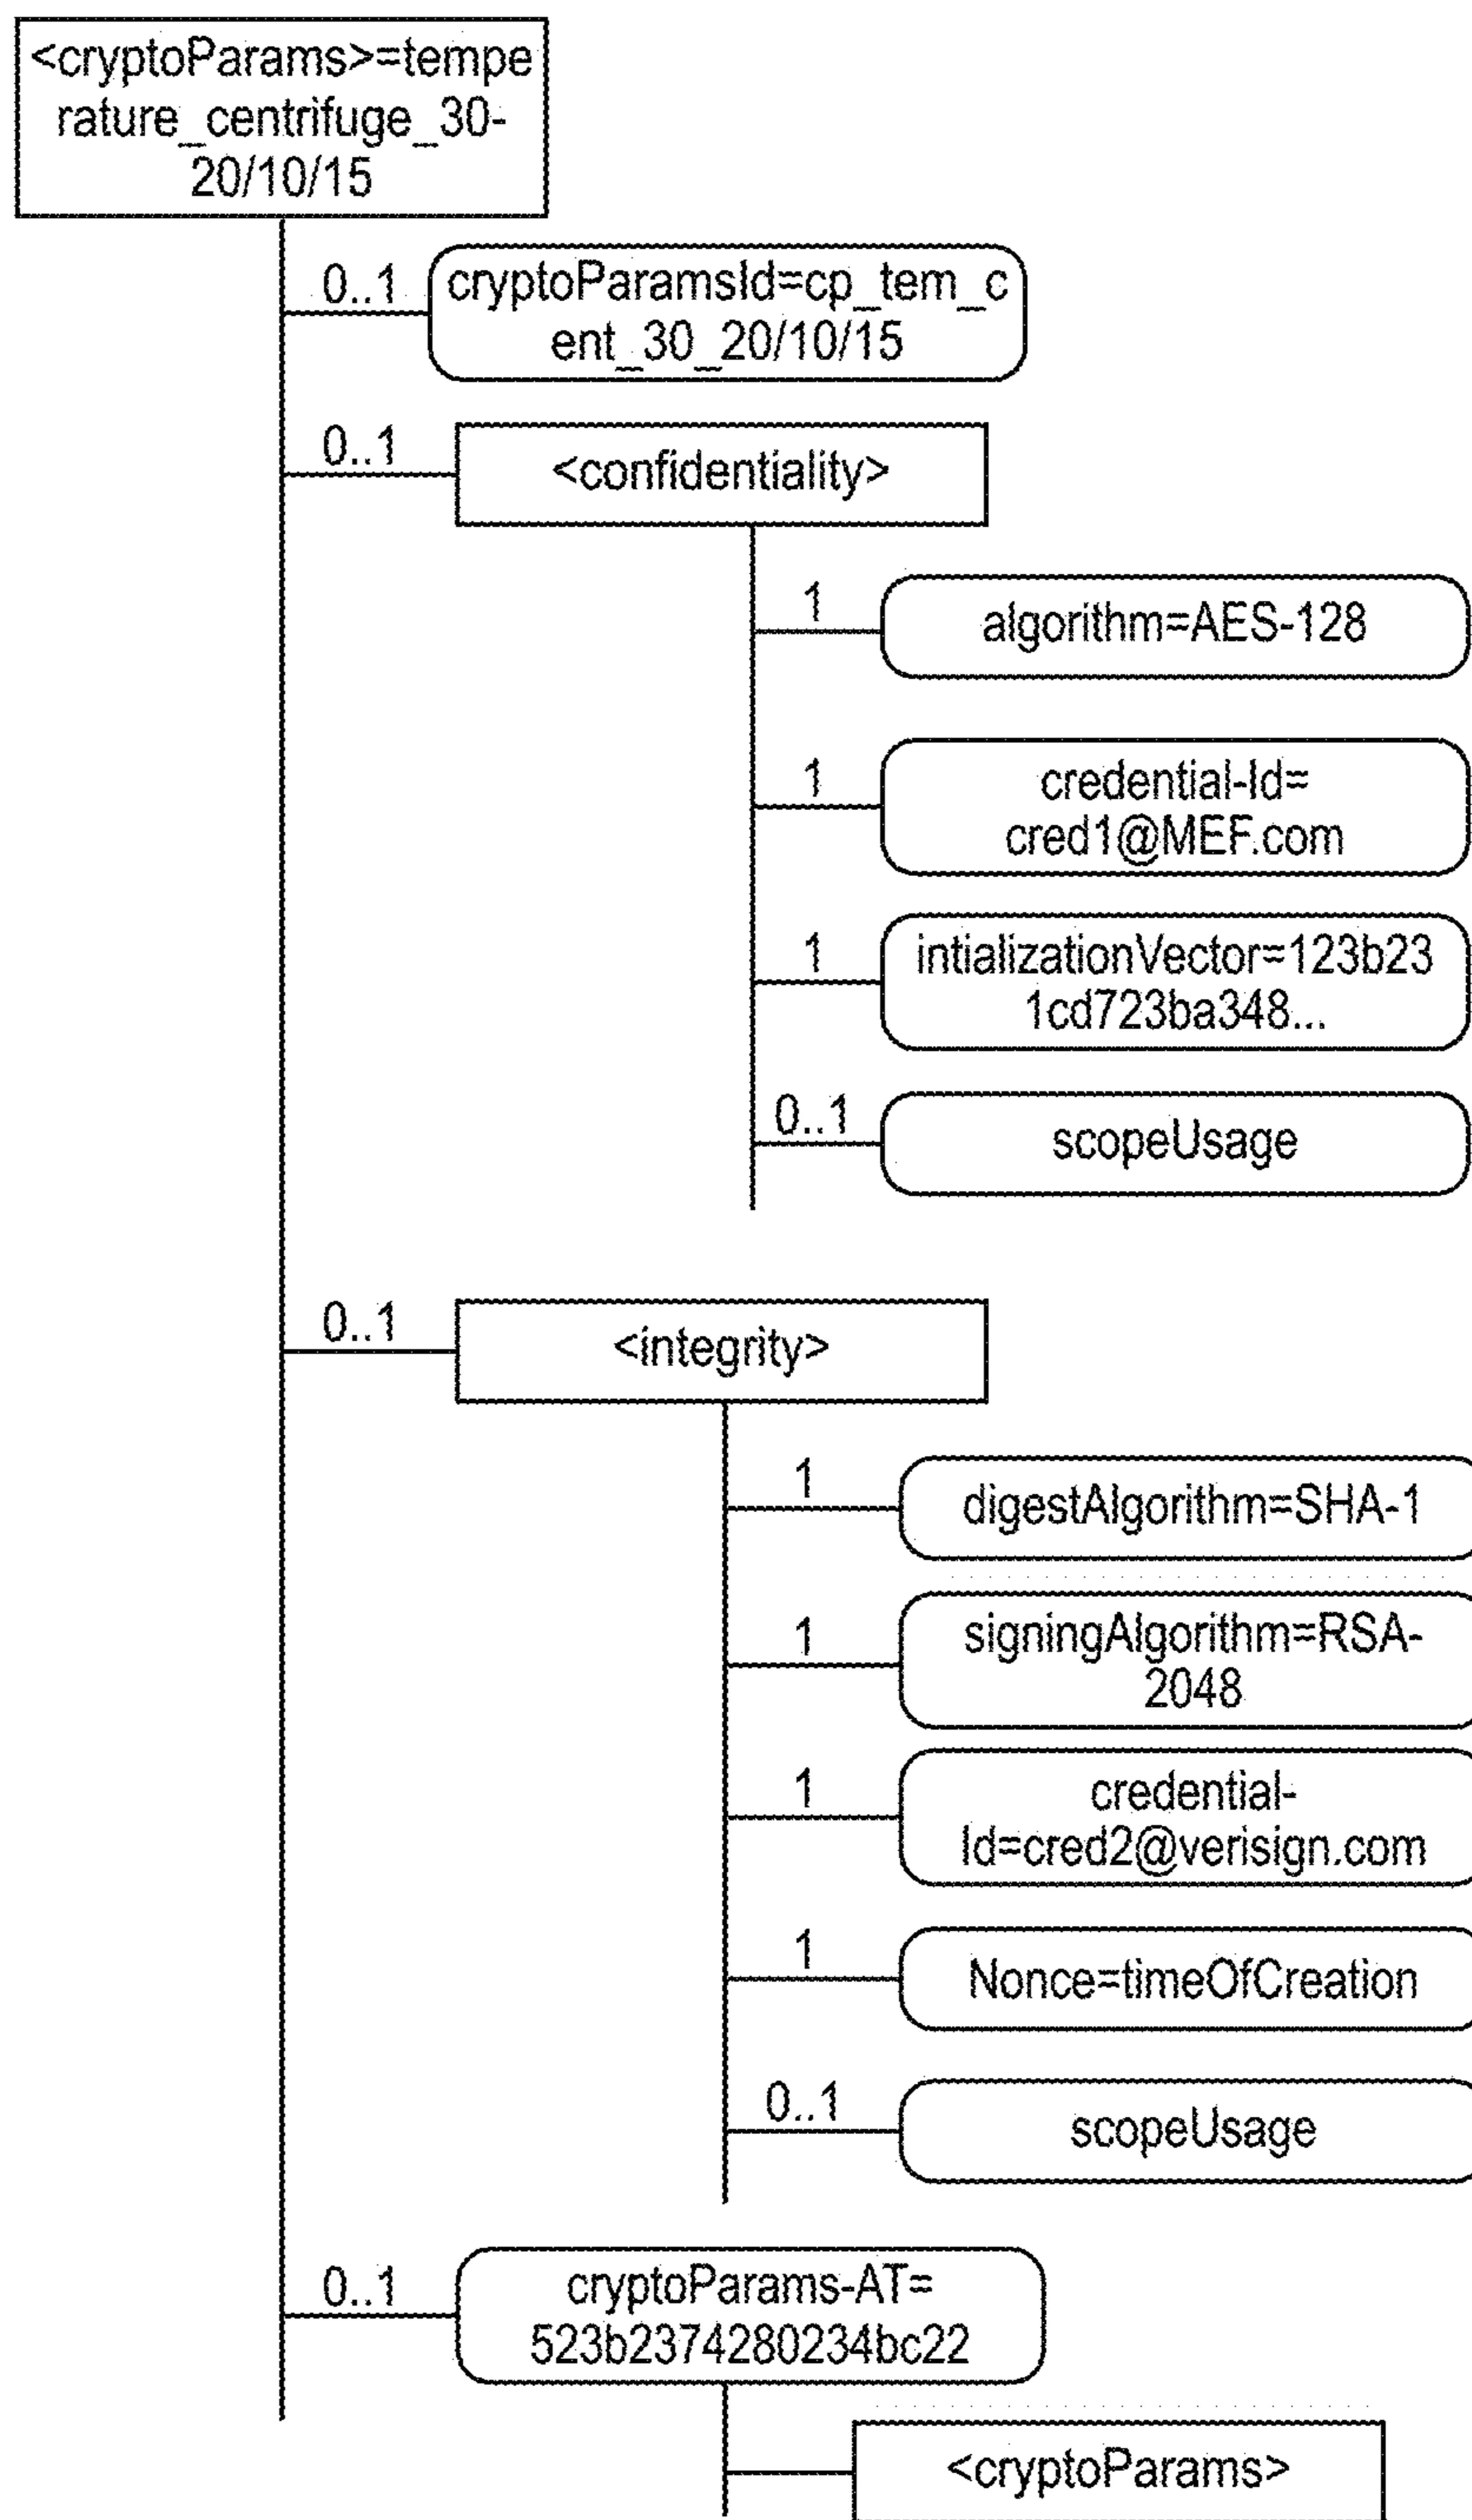 <cryptoParams>=tempe
rature_centrifuge_30-
20/10/15
0..1
cryptoParamsId=cp_tem_c
ent_30_20/10/15
0..1
<confidentiality>
1
algorithm=AES-128
1
credential-Id=
cred1@MEF.com
1
intializationVector=123b23
1cd723ba348...
0..1
scopeUsage
0..1
<integrity>
1
digestAlgorithm=SHA-1
1
signingAlgorithm=RSA-
2048
1
credential-
Id=cred2@verisign.com
1
Nonce=timeOfCreation
0..1
scopeUsage
0..1
cryptoParams-AT=
523b2374280234bc22
<cryptoParams>